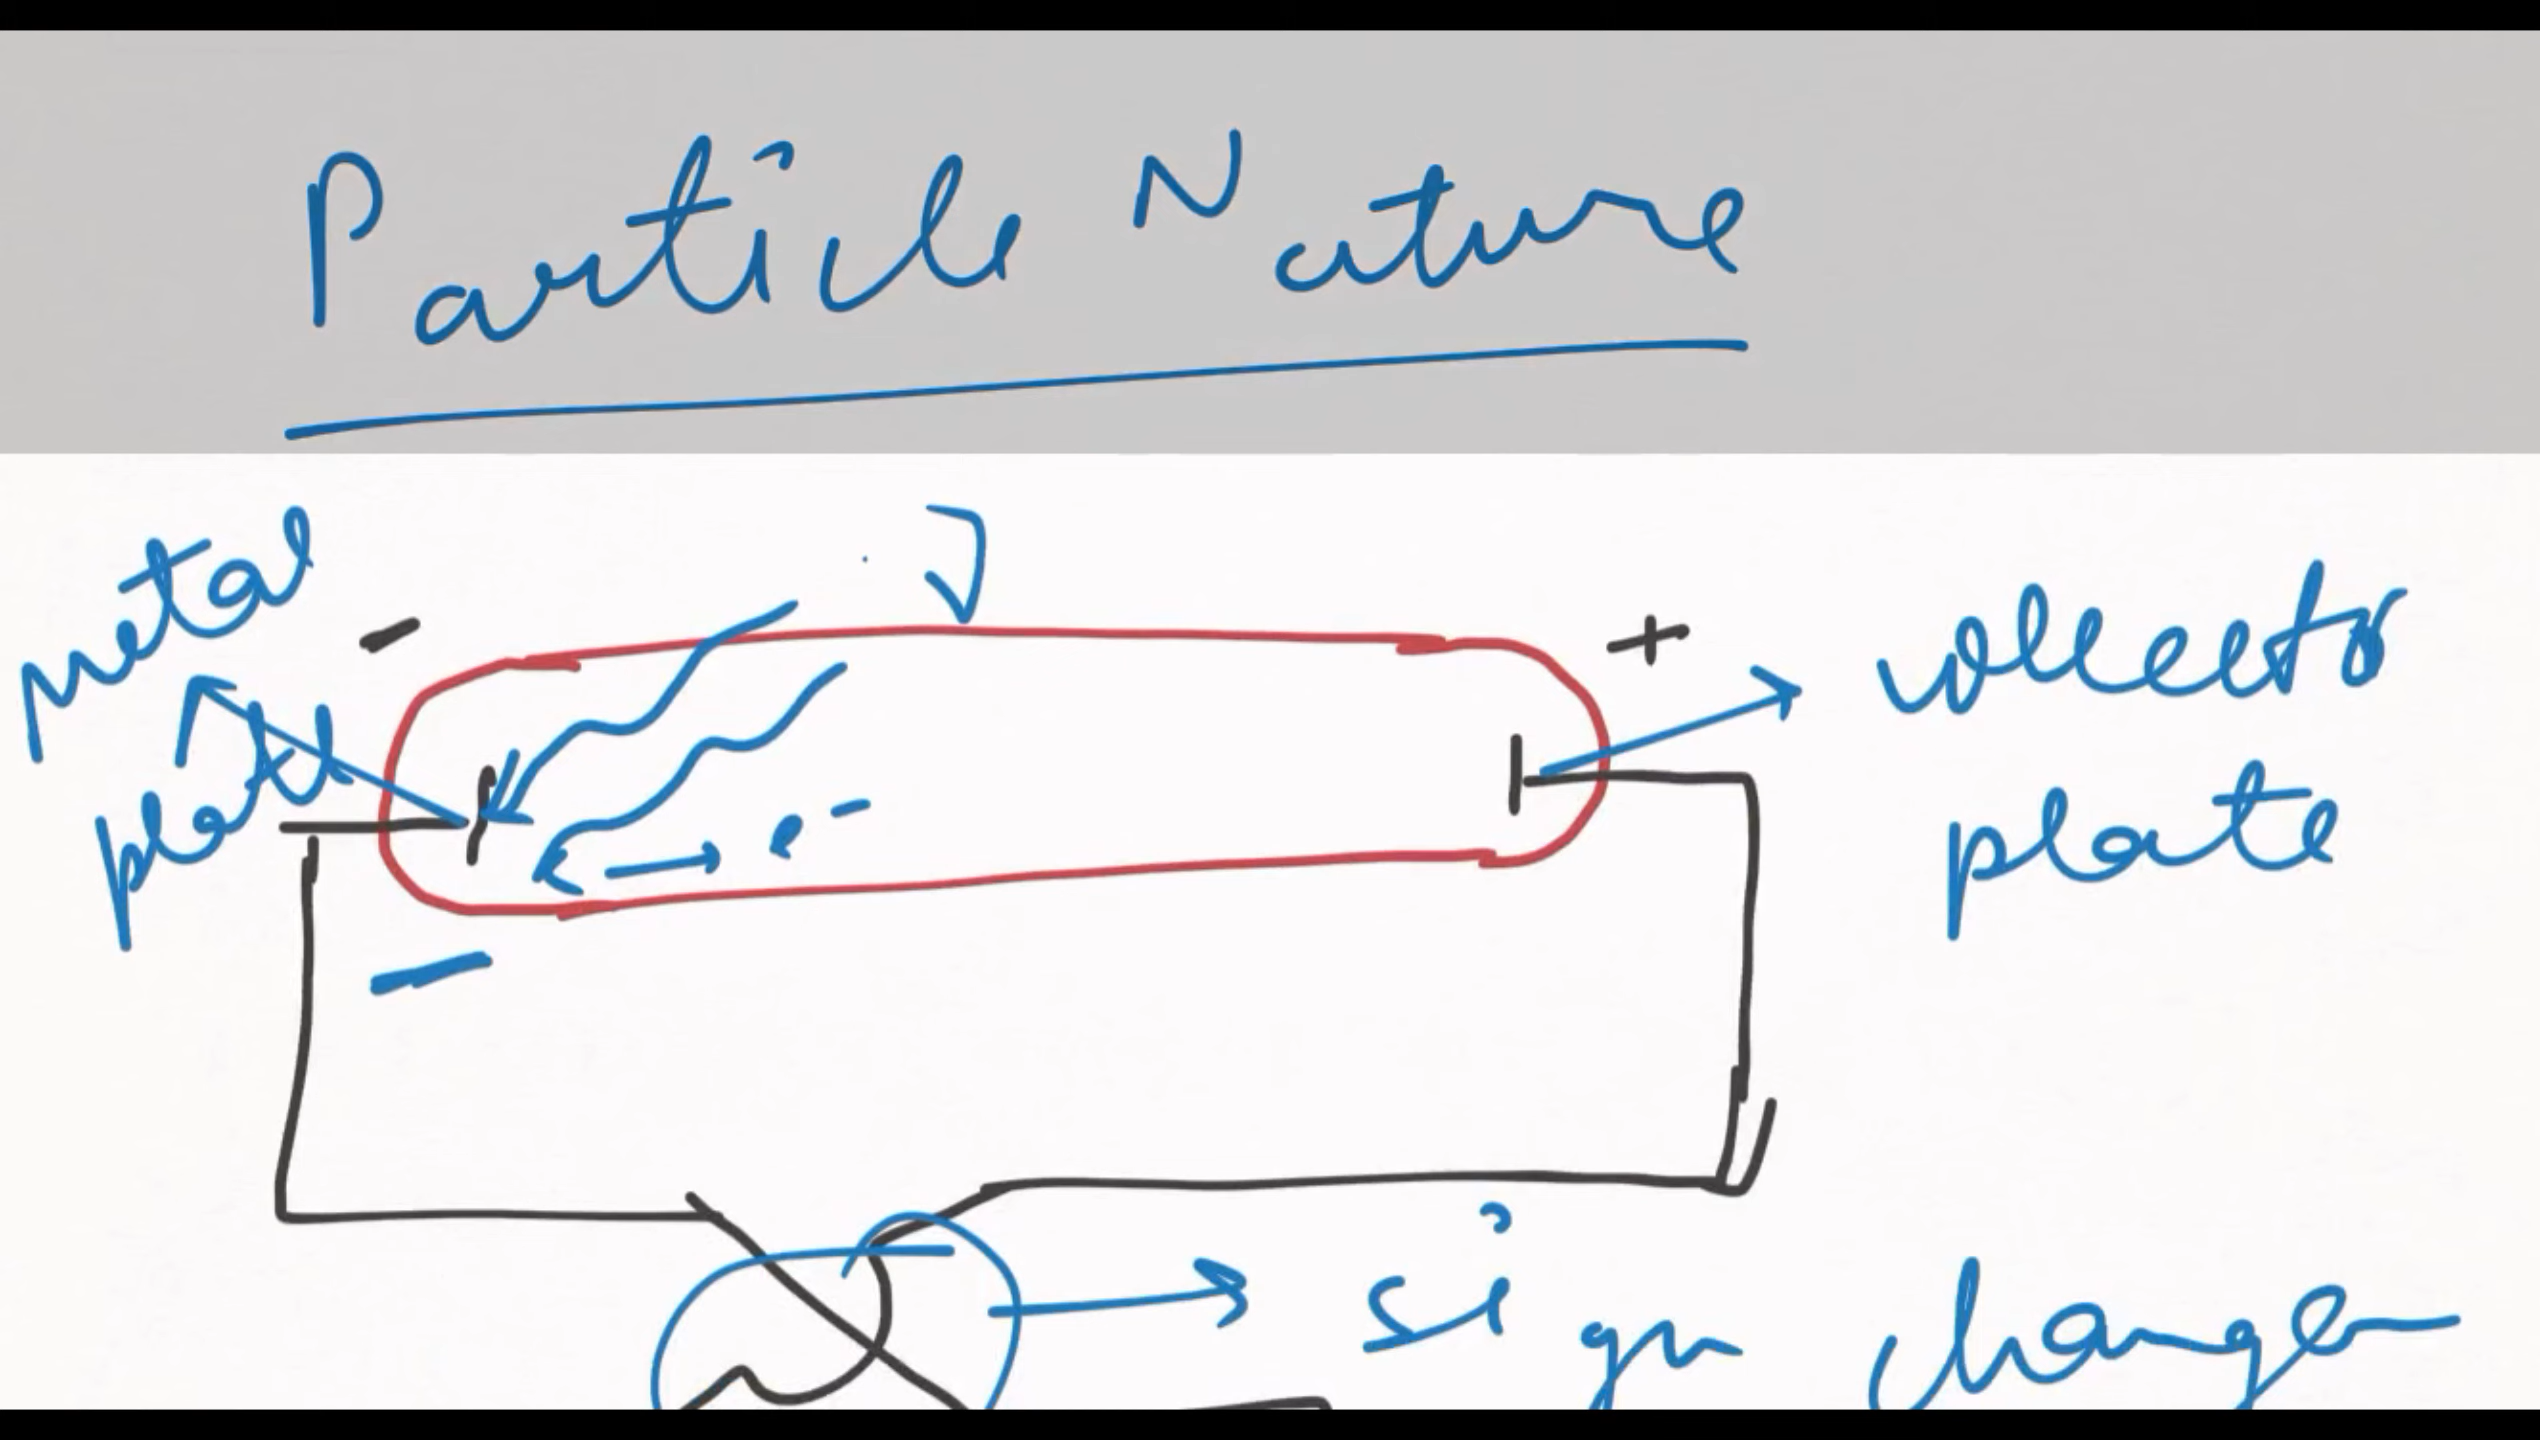 Particle Nature
metal
plate
-
+
collector
plate
e-
-
sign changer